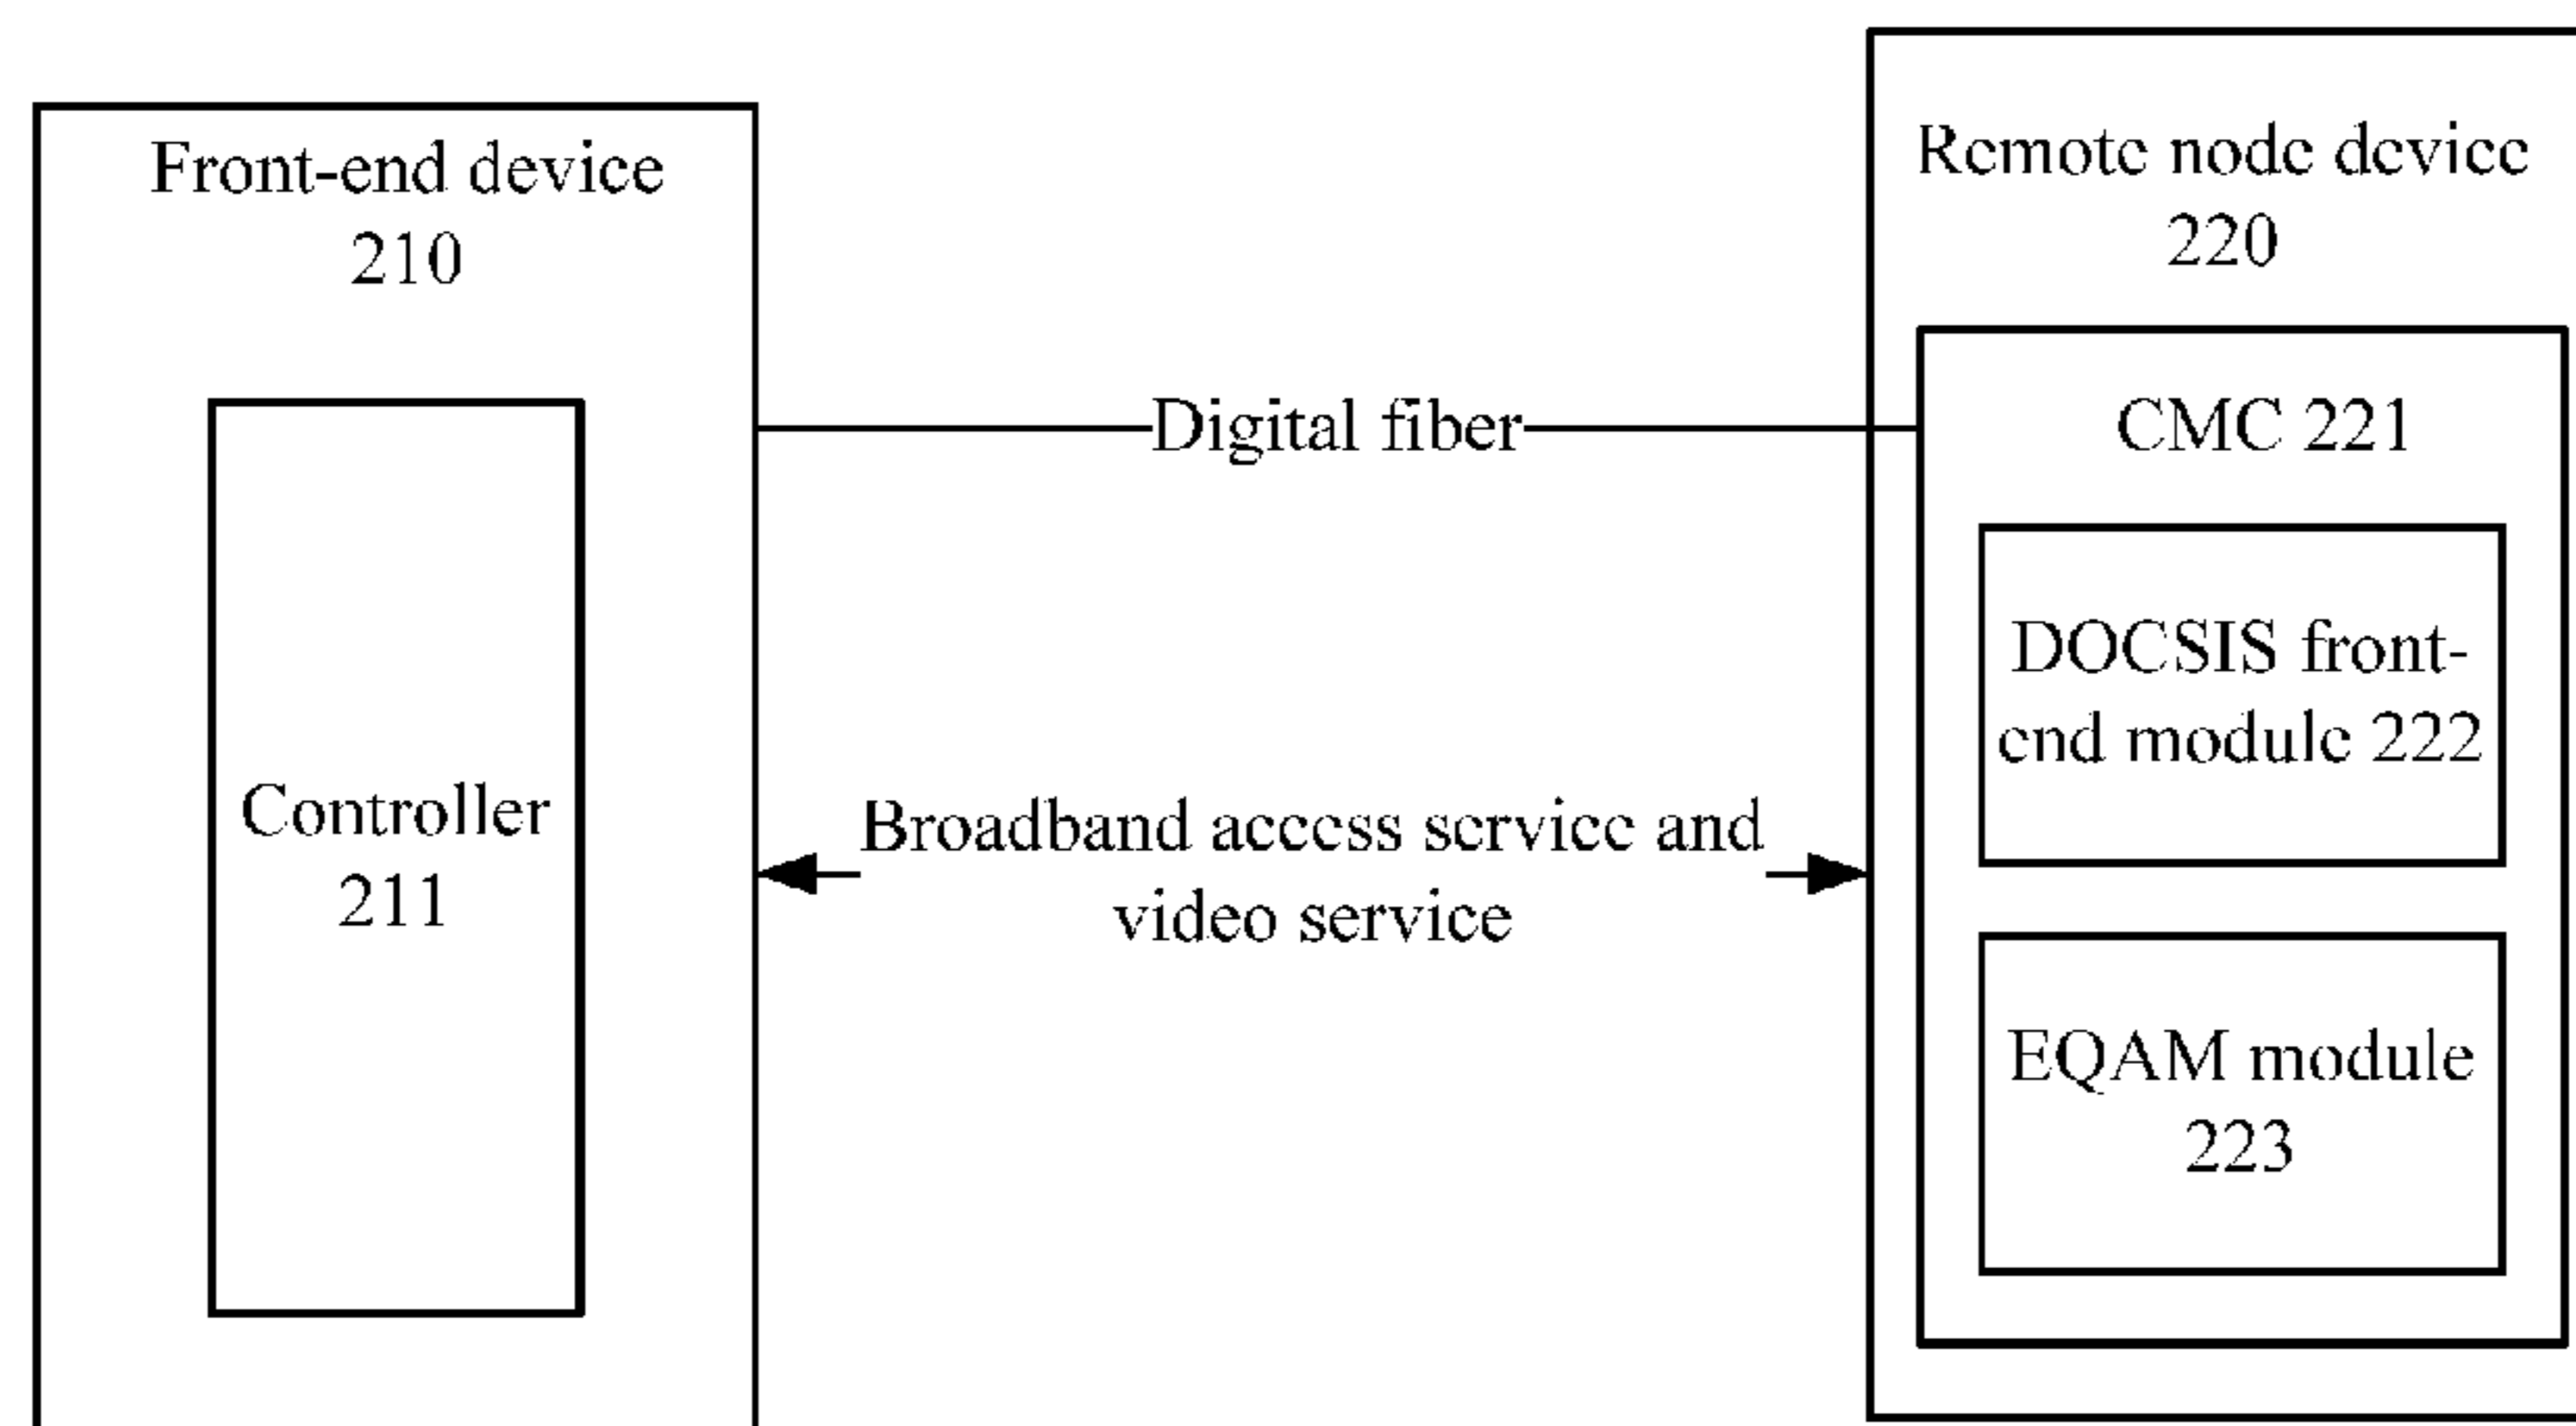 Front-end device
210
Controller
211
Digital fiber
Broadband access service and
video service
Remote node device
220
CMC 221
DOCSIS front-
end module 222
EQAM module
223